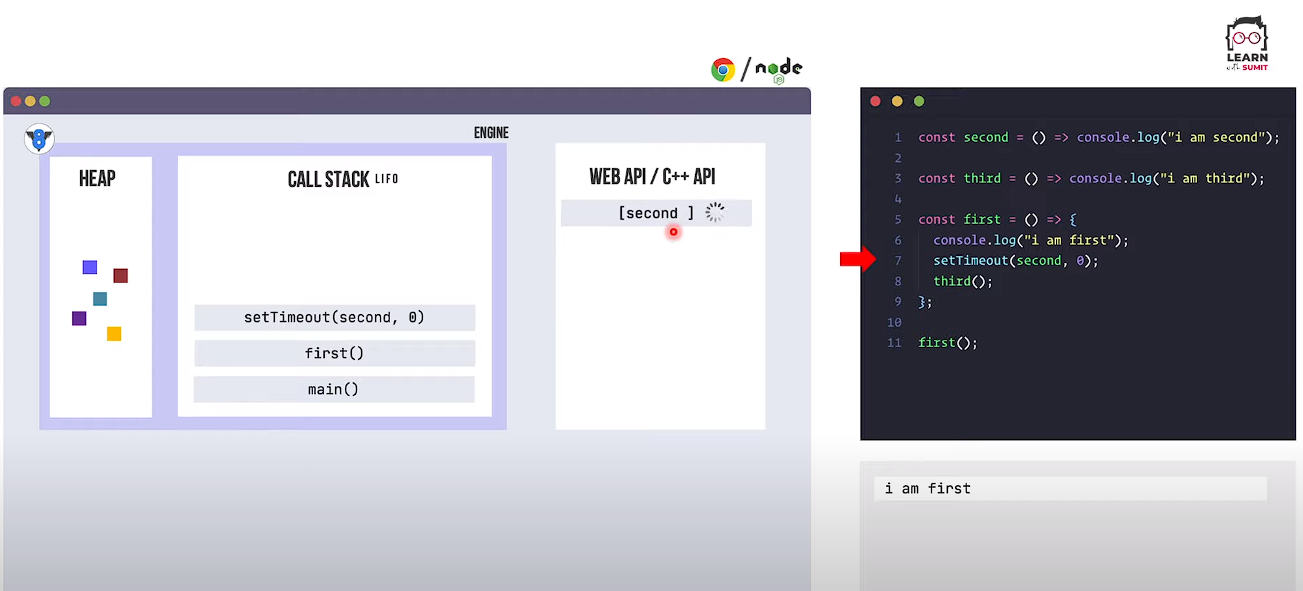 LEARN
with SUMIT
/ node
JS
8
ENGINE
HEAP
CALL STACK LIFO
setTimeout(second, 0)
first()
main()
WEB API / C++ API
[second ]
1 const second = () => console.log("i am second");
2
3 const third = () => console.log("i am third");
4
5 const first = () => {
6 console.log("i am first");
7 setTimeout(second, 0);
8 third();
9 };
10
11 first();
i am first